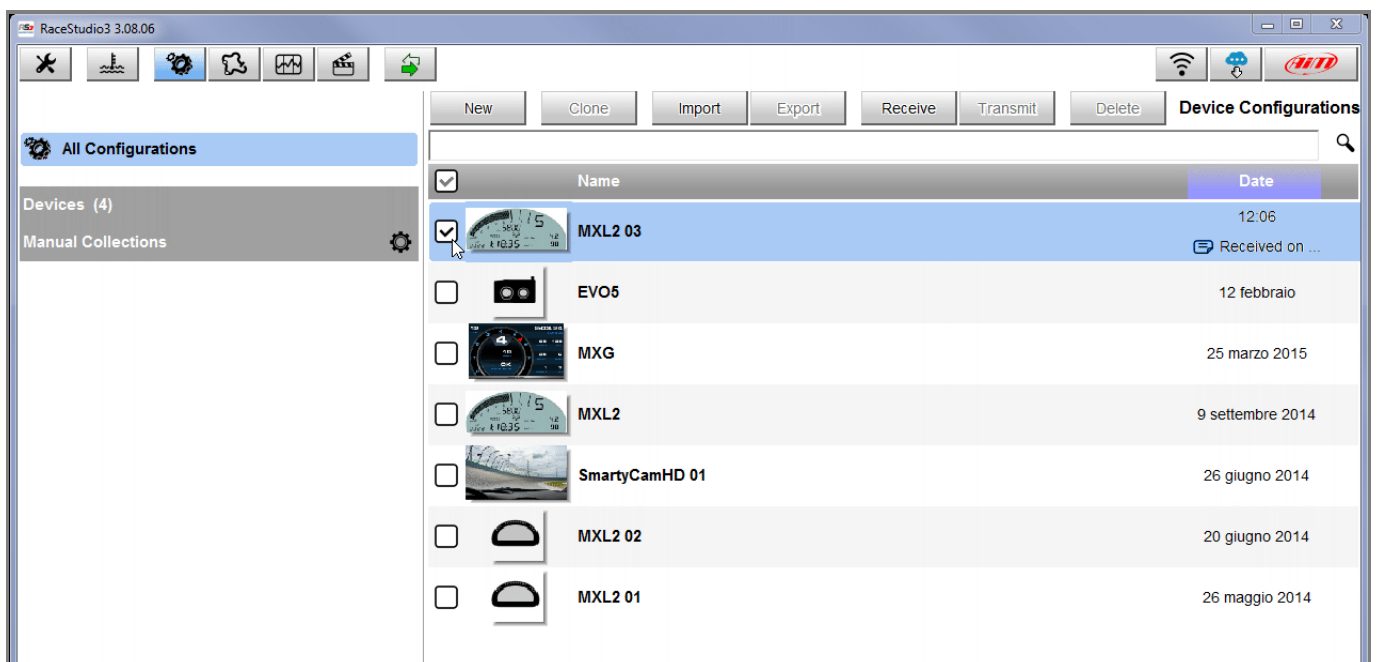 RS3 RaceStudio3 3.08.06
AiM
New Clone Import Export Receive Transmit Delete Device Configurations
All Configurations
Name Date
Devices (4)
Manual Collections
MXL2 03 12:06
Received on ...
EVO5 12 febbraio
MXG 25 marzo 2015
MXL2 9 settembre 2014
SmartyCamHD 01 26 giugno 2014
MXL2 02 20 giugno 2014
MXL2 01 26 maggio 2014